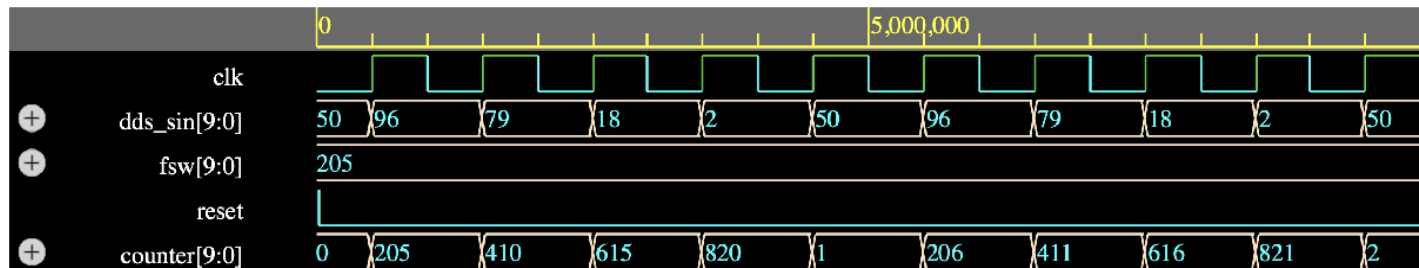 0 5,000,000
clk
dds_sin[9:0] 50 96 79 18 2 50 96 79 18 2 50
fsw[9:0] 205
reset
counter[9:0] 0 205 410 615 820 1 206 411 616 821 2